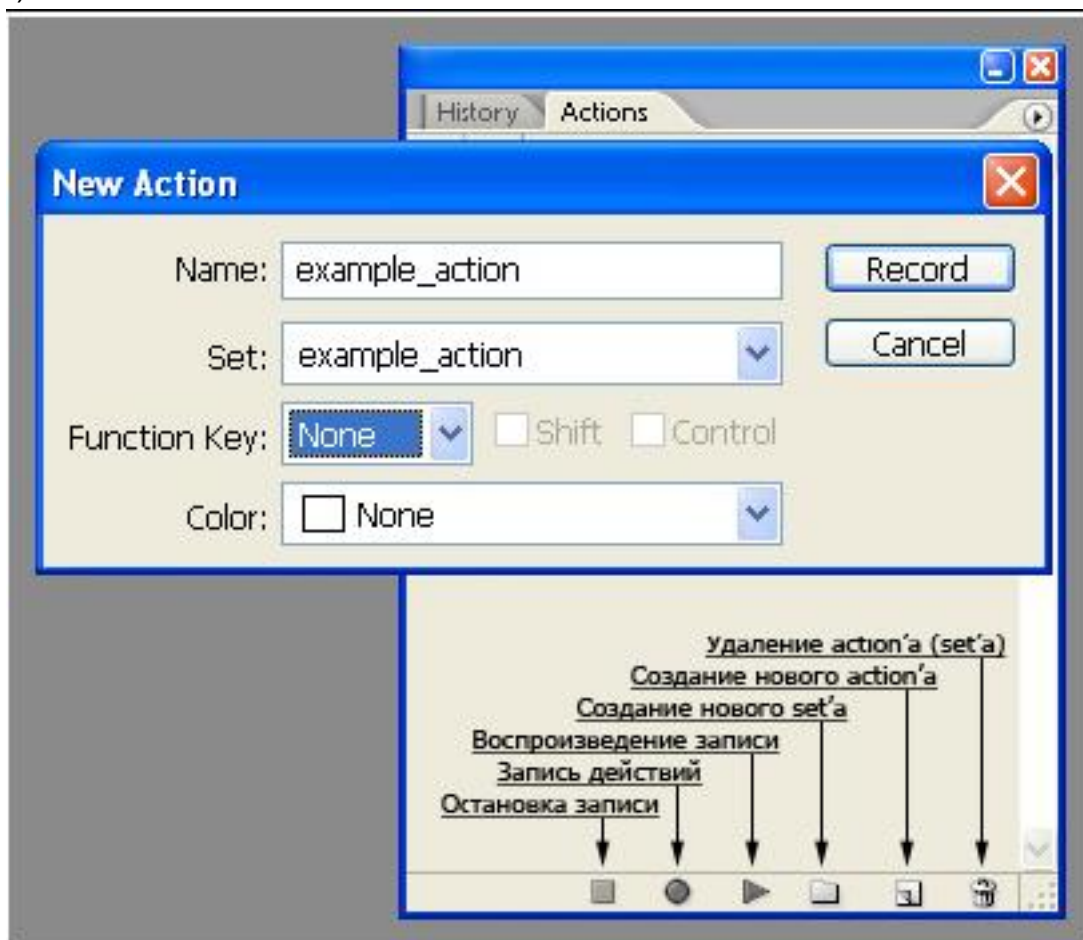 History Actions
New Action
Name: example_action Record
Set: example_action Cancel
Function Key: None Shift Control
Color: None
Удаление action'а (set'а)
Создание нового action'а
Создание нового set'а
Воспроизведение записи
Запись действий
Остановка записи